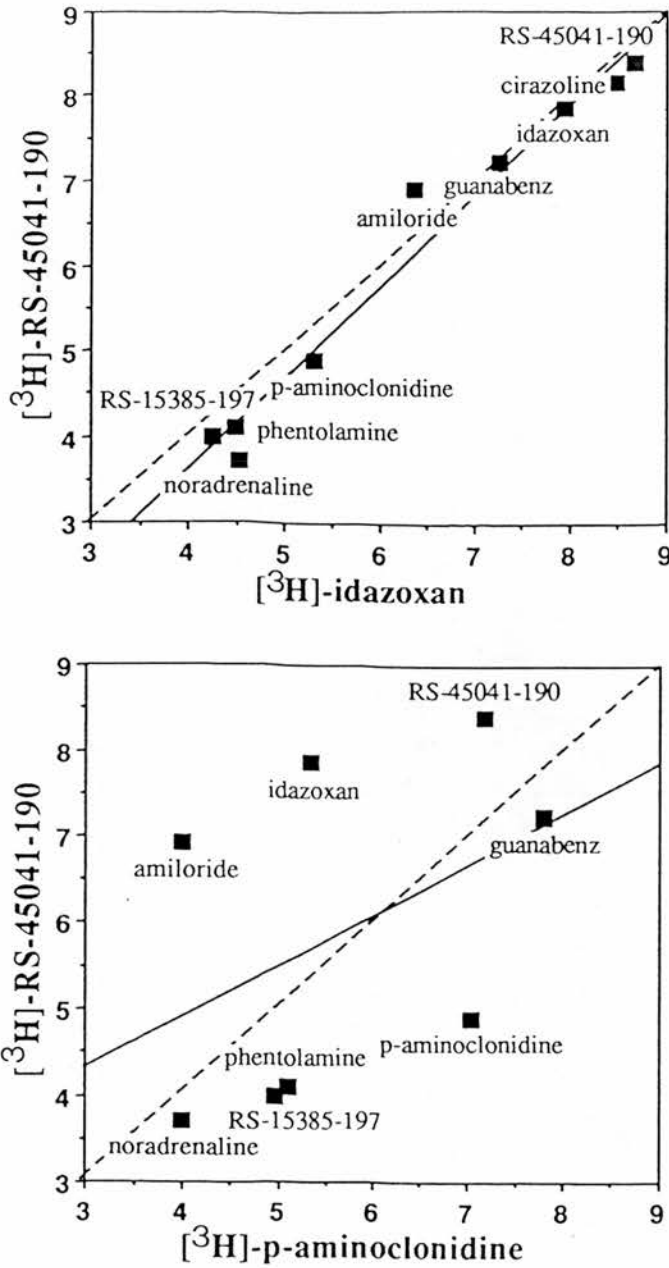 9
8
7
6
5
4
3
[³H]-RS-45041-190
RS-45041-190
cirazoline
idazoxan
guanabenz
amiloride
p-aminoclonidine
RS-15385-197
phentolamine
noradrenaline
3 4 5 6 7 8 9
[³H]-idazoxan
9
8
7
6
5
4
3
[³H]-RS-45041-190
RS-45041-190
idazoxan
guanabenz
amiloride
p-aminoclonidine
phentolamine
RS-15385-197
noradrenaline
3 4 5 6 7 8 9
[³H]-p-aminoclonidine